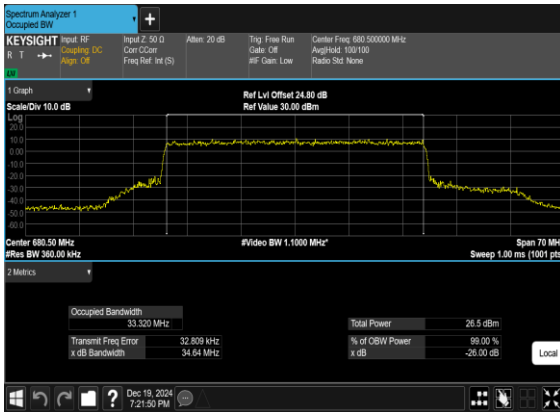 Spectrum Analyzer 1
Occupied BW
KEYSIGHT
R T
Input: RF
Coupling: DC
Align: Off
Input Z: 50 Ω
Corr CCorr
Freq Ref: Int (S)
Atten: 20 dB
Trig: Free Run
Gate: Off
#IF Gain: Low
Center Freq: 680.500000 MHz
Avg|Hold: 100/100
Radio Std: None
1 Graph
Scale/Div 10.0 dB
Ref Lvl Offset 24.80 dB
Ref Value 30.00 dBm
Log
20.0
10.0
0.00
-10.0
-20.0
-30.0
-40.0
-50.0
-60.0
Center 680.50 MHz
#Res BW 360.00 kHz
#Video BW 1.1000 MHz*
Span 70 MH
Sweep 1.00 ms (1001 pts
2 Metrics
Occupied Bandwidth
33.320 MHz
Transmit Freq Error 32.809 kHz
x dB Bandwidth 34.64 MHz
Total Power 26.5 dBm
% of OBW Power 99.00 %
x dB -26.00 dB
Local
Dec 19, 2024
7:21:50 PM